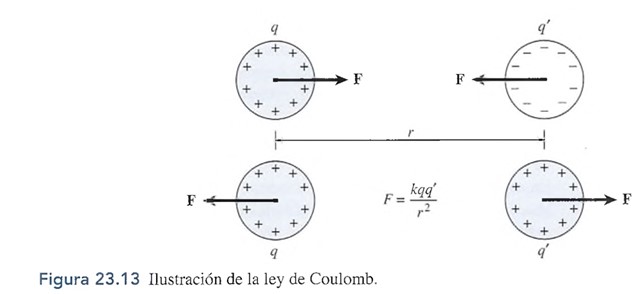 q q′
F F
r
F F = kqq′ / r² F
q q′
Figura 23.13 Ilustración de la ley de Coulomb.